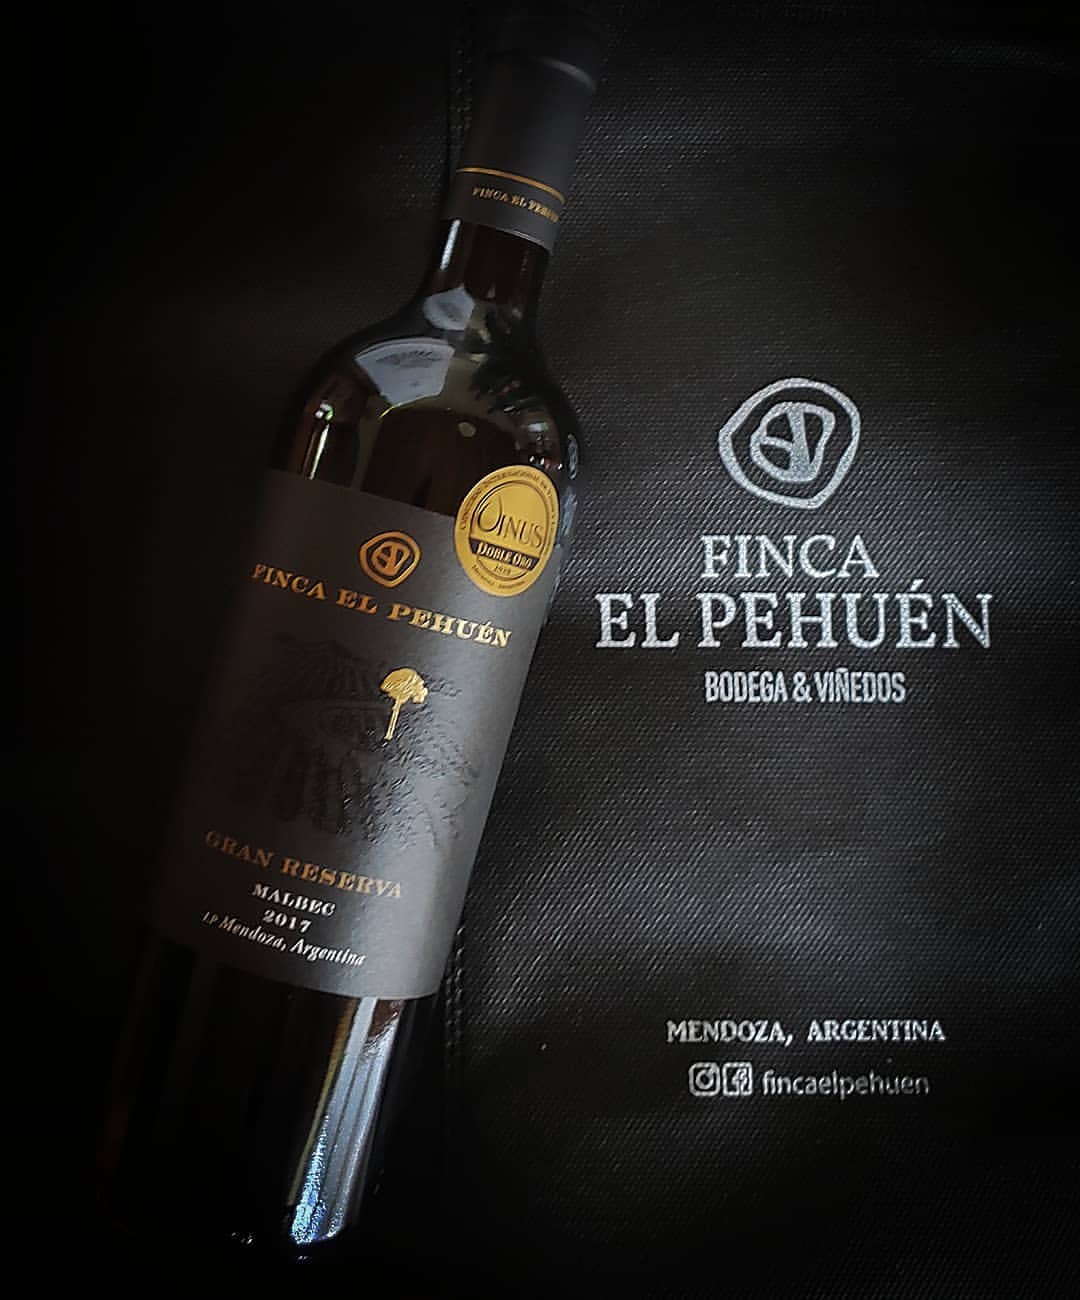 FINCA EL PEHUÉN
OINUS
DOBLE ORO
FINCA EL PEHUÉN
GRAN RESERVA
MALBEC
2017
LP Mendoza, Argentina
FINCA
EL PEHUÉN
BODEGA & VIÑEDOS
MENDOZA, ARGENTINA
fincaelpehuen